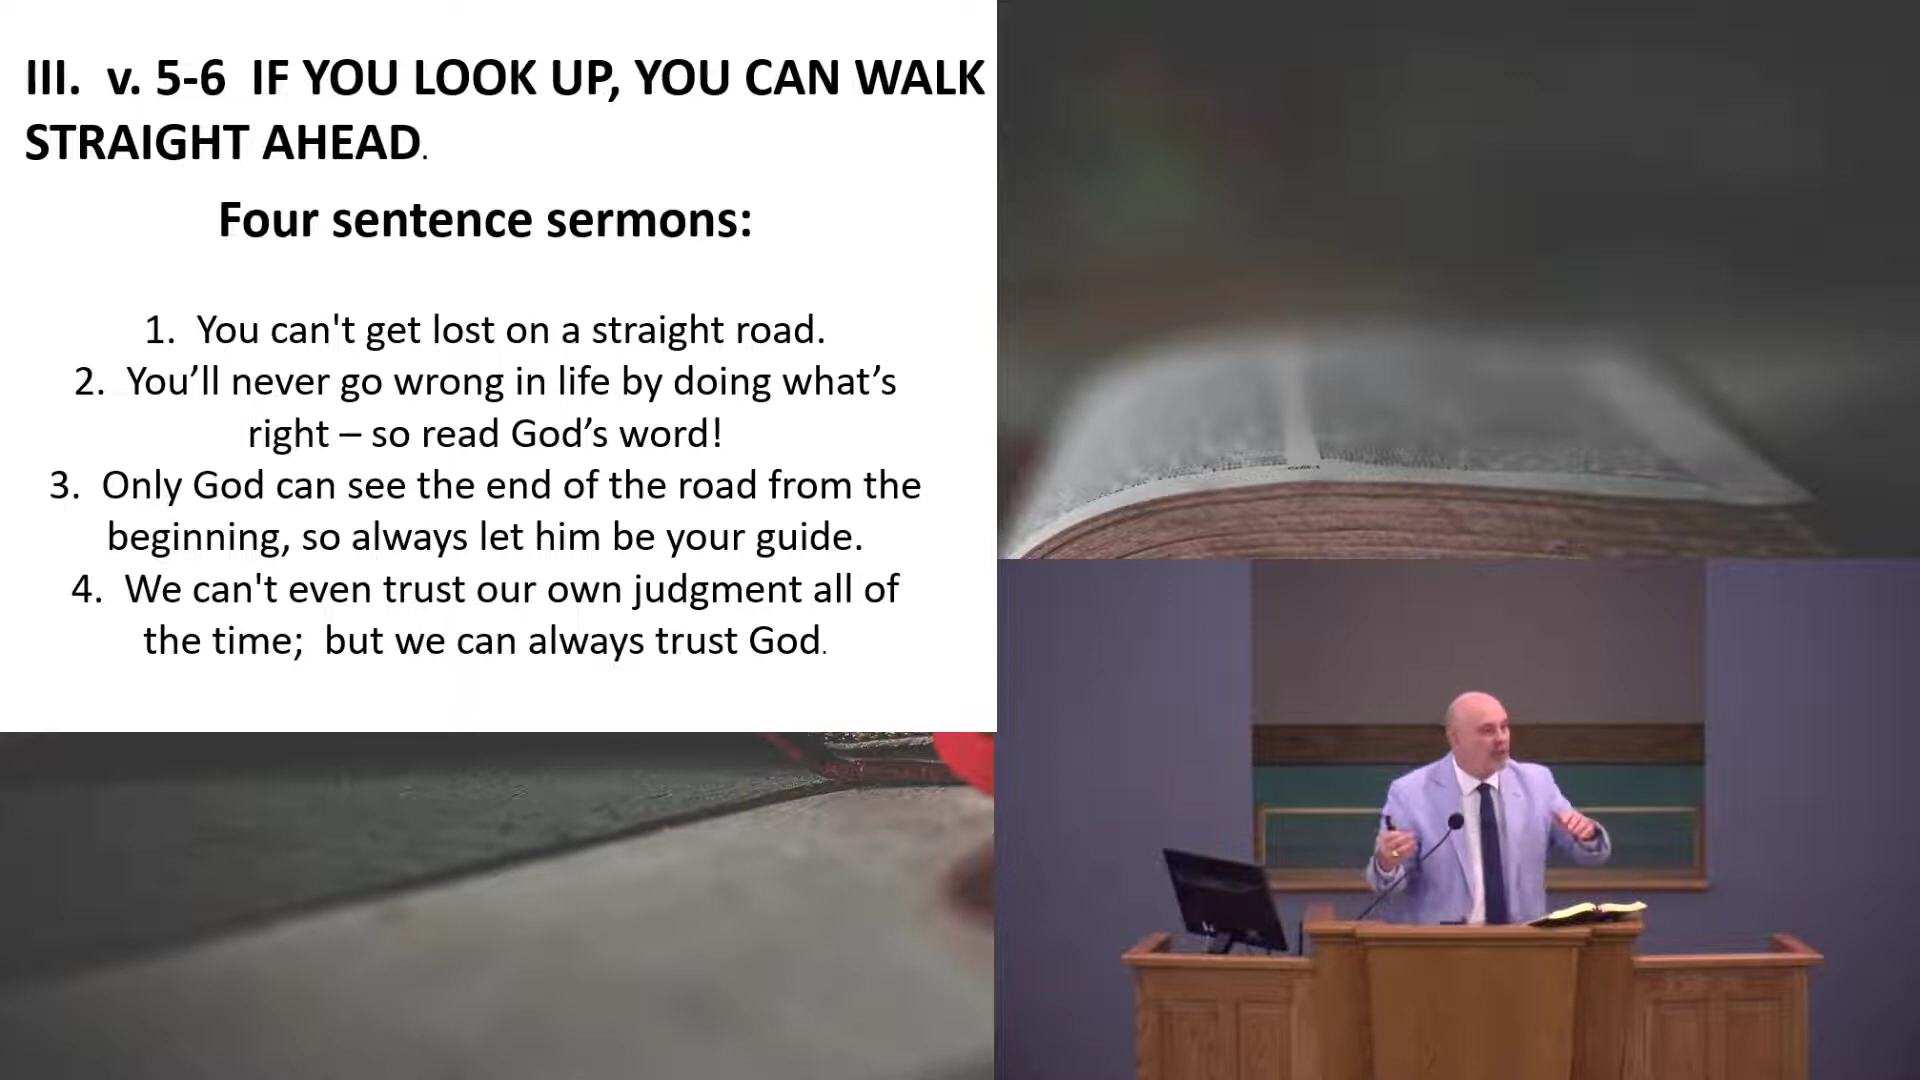 III.  v. 5-6  IF YOU LOOK UP, YOU CAN WALK
STRAIGHT AHEAD.
Four sentence sermons:
1.  You can't get lost on a straight road.
2.  You’ll never go wrong in life by doing what’s
right – so read God’s word!
3.  Only God can see the end of the road from the
beginning, so always let him be your guide.
4.  We can't even trust our own judgment all of
the time;  but we can always trust God.